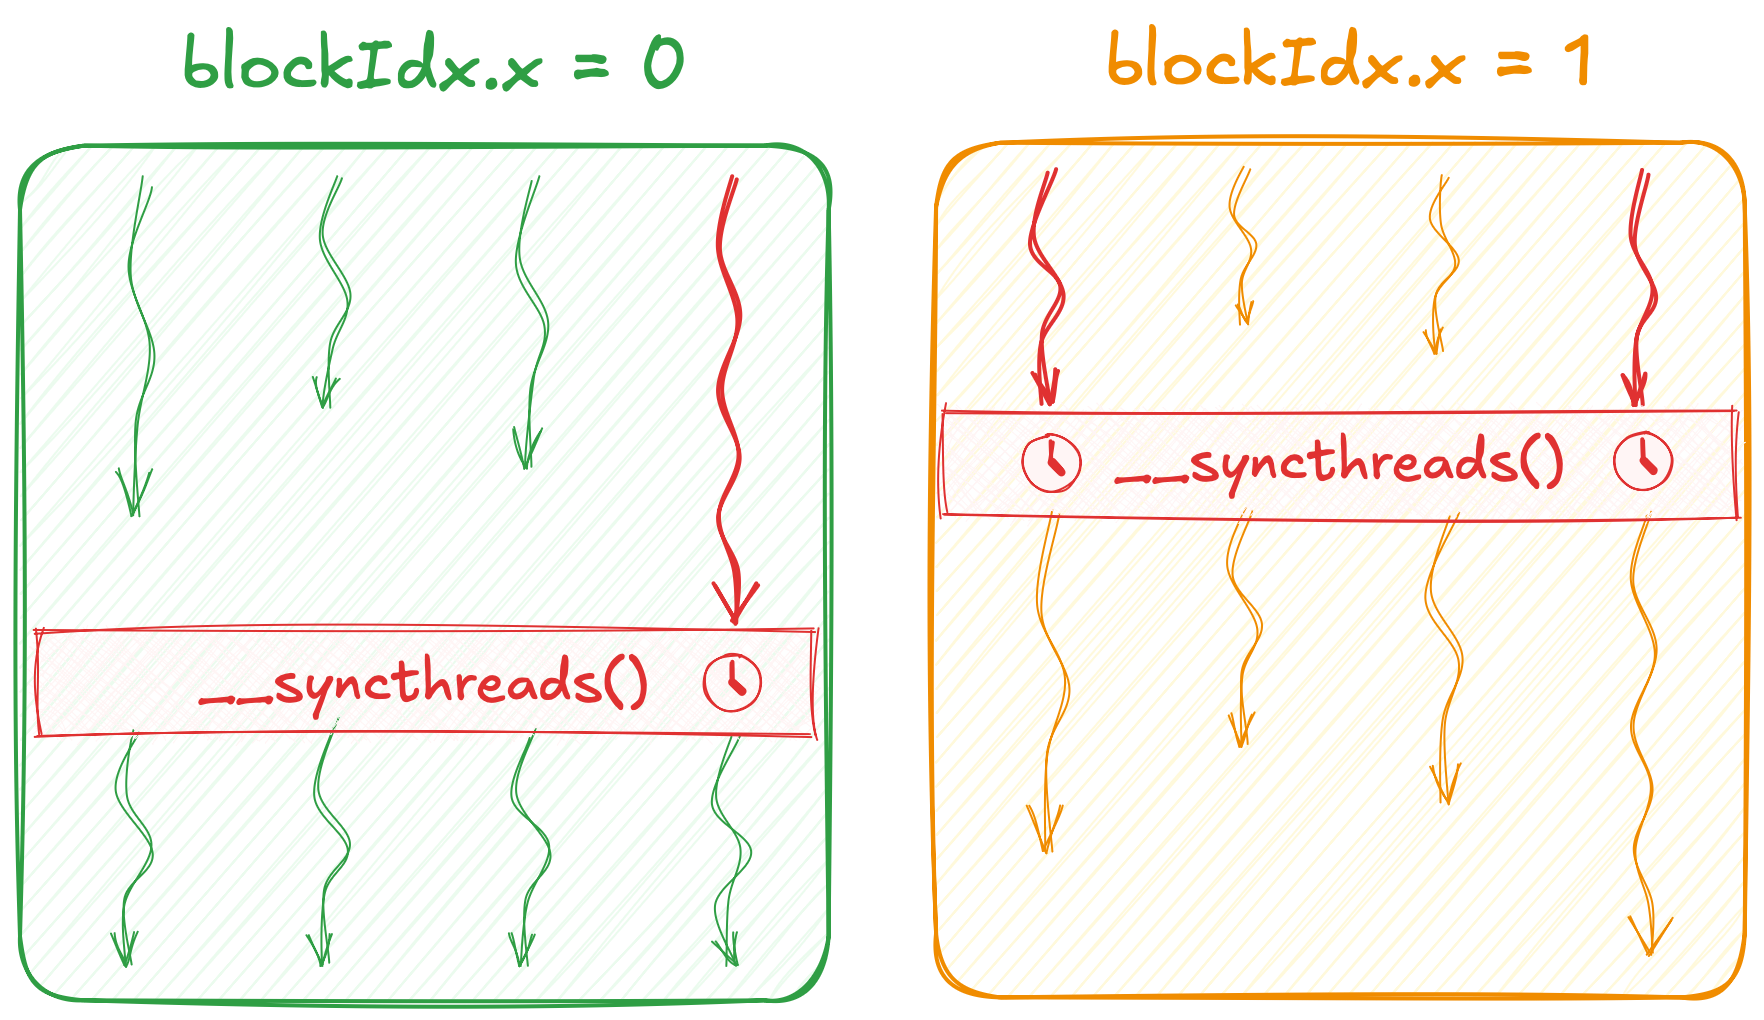 blockIdx.x = 0
blockIdx.x = 1
__syncthreads()
__syncthreads()